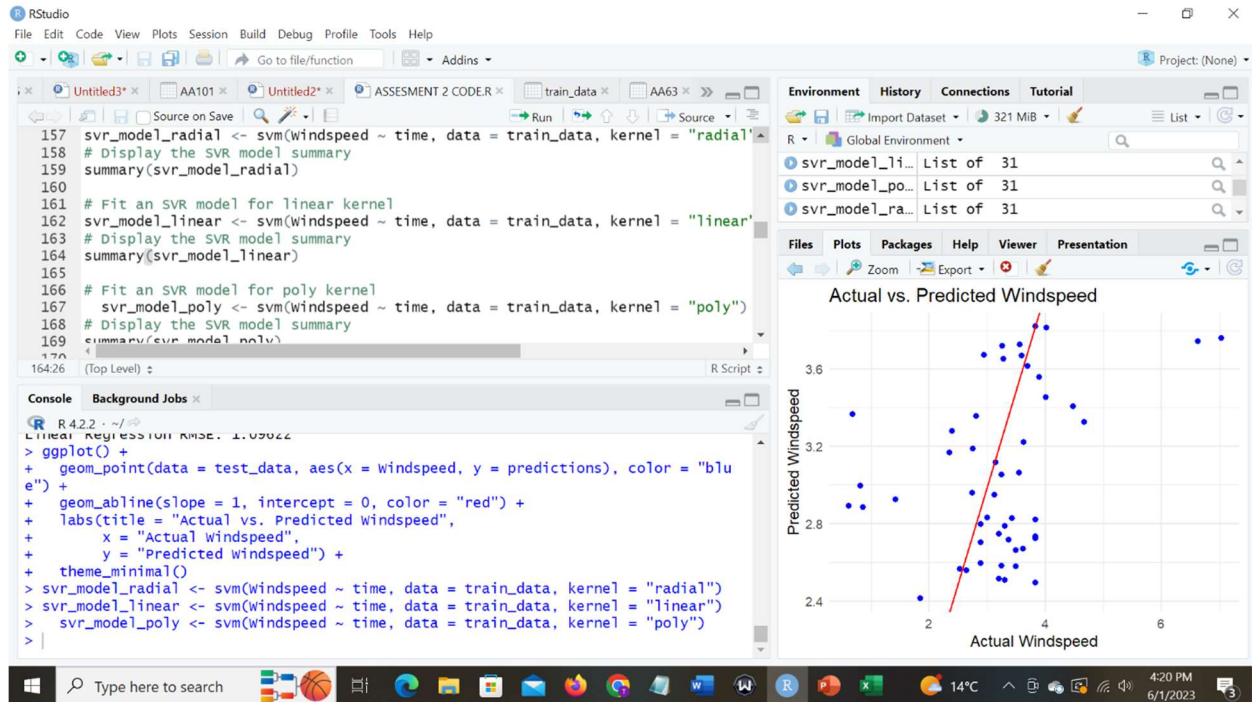 RStudio
File Edit Code View Plots Session Build Debug Profile Tools Help
Go to file/function
Addins
Project: (None)
Untitled3*
AA101
Untitled2*
ASSESMENT 2 CODE.R
train_data
AA63
Source on Save
Run
Source
157 svr_model_radial <- svm(Windspeed ~ time, data = train_data, kernel = "radial"
158 # Display the SVR model summary
159 summary(svr_model_radial)
160
161 # Fit an SVR model for linear kernel
162 svr_model_linear <- svm(Windspeed ~ time, data = train_data, kernel = "linear"
163 # Display the SVR model summary
164 summary(svr_model_linear)
165
166 # Fit an SVR model for poly kernel
167 svr_model_poly <- svm(Windspeed ~ time, data = train_data, kernel = "poly")
168 # Display the SVR model summary
169 summary(svr_model_poly)
170
164:26 (Top Level) R Script
Console Background Jobs
R 4.2.2 · ~/
Linear Regression RMSE: 1.09622
> ggplot() +
+   geom_point(data = test_data, aes(x = Windspeed, y = predictions), color = "blu
e") +
+   geom_abline(slope = 1, intercept = 0, color = "red") +
+   labs(title = "Actual vs. Predicted Windspeed",
+        x = "Actual Windspeed",
+        y = "Predicted Windspeed") +
+   theme_minimal()
> svr_model_radial <- svm(Windspeed ~ time, data = train_data, kernel = "radial")
> svr_model_linear <- svm(Windspeed ~ time, data = train_data, kernel = "linear")
>   svr_model_poly <- svm(Windspeed ~ time, data = train_data, kernel = "poly")
>
Environment History Connections Tutorial
Import Dataset 321 MiB List
R Global Environment
svr_model_li… List of 31
svr_model_po… List of 31
svr_model_ra… List of 31
Files Plots Packages Help Viewer Presentation
Zoom Export
Actual vs. Predicted Windspeed
3.6
3.2
2.8
2.4
Predicted Windspeed
2 4 6
Actual Windspeed
Type here to search
14°C
4:20 PM
6/1/2023
3